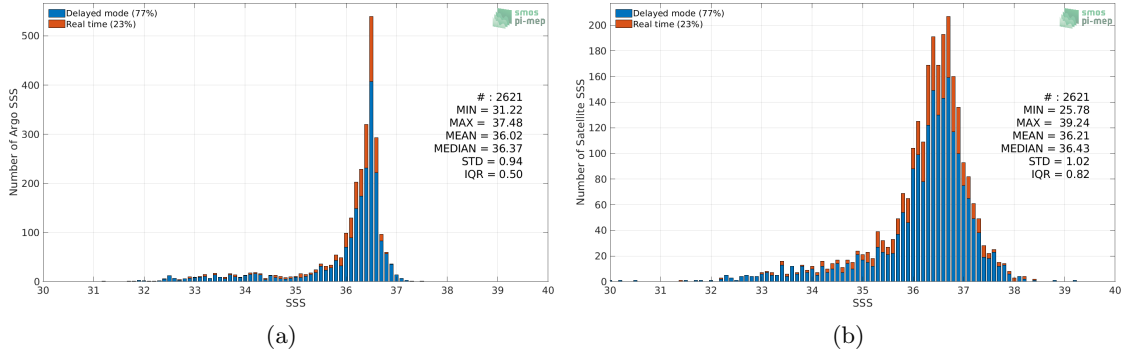 Delayed mode (77%)
Real time (23%)
smos
pi-mep
# : 2621
MIN = 31.22
MAX = 37.48
MEAN = 36.02
MEDIAN = 36.37
STD = 0.94
IQR = 0.50
Number of Argo SSS
500
400
300
200
100
0
30 31 32 33 34 35 36 37 38 39 40
SSS
(a)
Delayed mode (77%)
Real time (23%)
smos
pi-mep
# : 2621
MIN = 25.78
MAX = 39.24
MEAN = 36.21
MEDIAN = 36.43
STD = 1.02
IQR = 0.82
Number of Satellite SSS
200
180
160
140
120
100
80
60
40
20
0
30 31 32 33 34 35 36 37 38 39 40
SSS
(b)